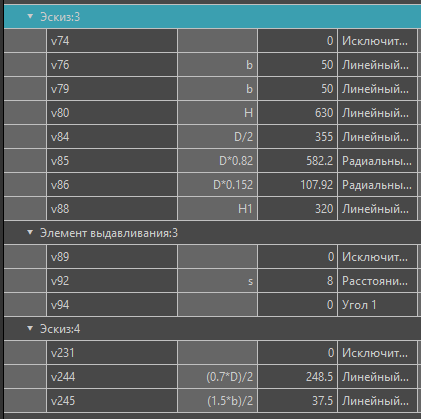 Эскиз:3
v74 0 Исключит...
v76 b 50 Линейный...
v79 b 50 Линейный...
v80 H 630 Линейный...
v84 D/2 355 Линейный...
v85 D*0.82 582.2 Радиальны...
v86 D*0.152 107.92 Радиальны...
v88 H1 320 Линейный...
Элемент выдавливания:3
v89 0 Исключит...
v92 s 8 Расстояни...
v94 0 Угол 1
Эскиз:4
v231 0 Исключит...
v244 (0.7*D)/2 248.5 Линейный...
v245 (1.5*b)/2 37.5 Линейный...